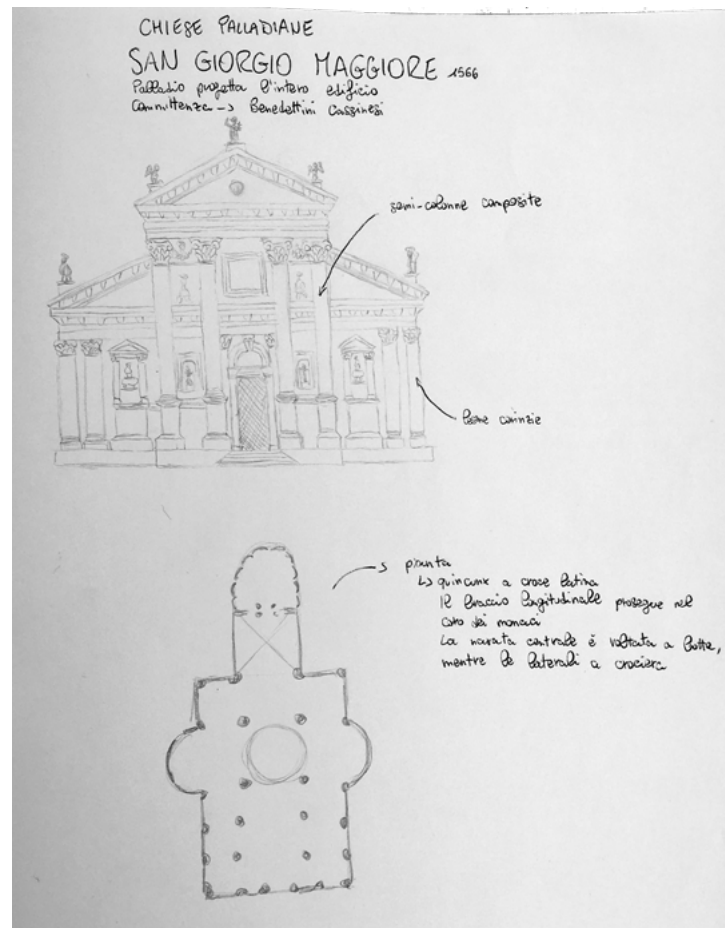 CHIESE PALLADIANE
SAN GIORGIO MAGGIORE 1566
Palladio progetta l'intero edificio
Committenza -> Benedettini Cassinesi
semi-colonne composite
lesene corinzie
pianta
↳ quincunx a croce latina
Il braccio longitudinale prosegue nel
coro dei monaci
La navata centrale è voltata a botte,
mentre le laterali a crociera